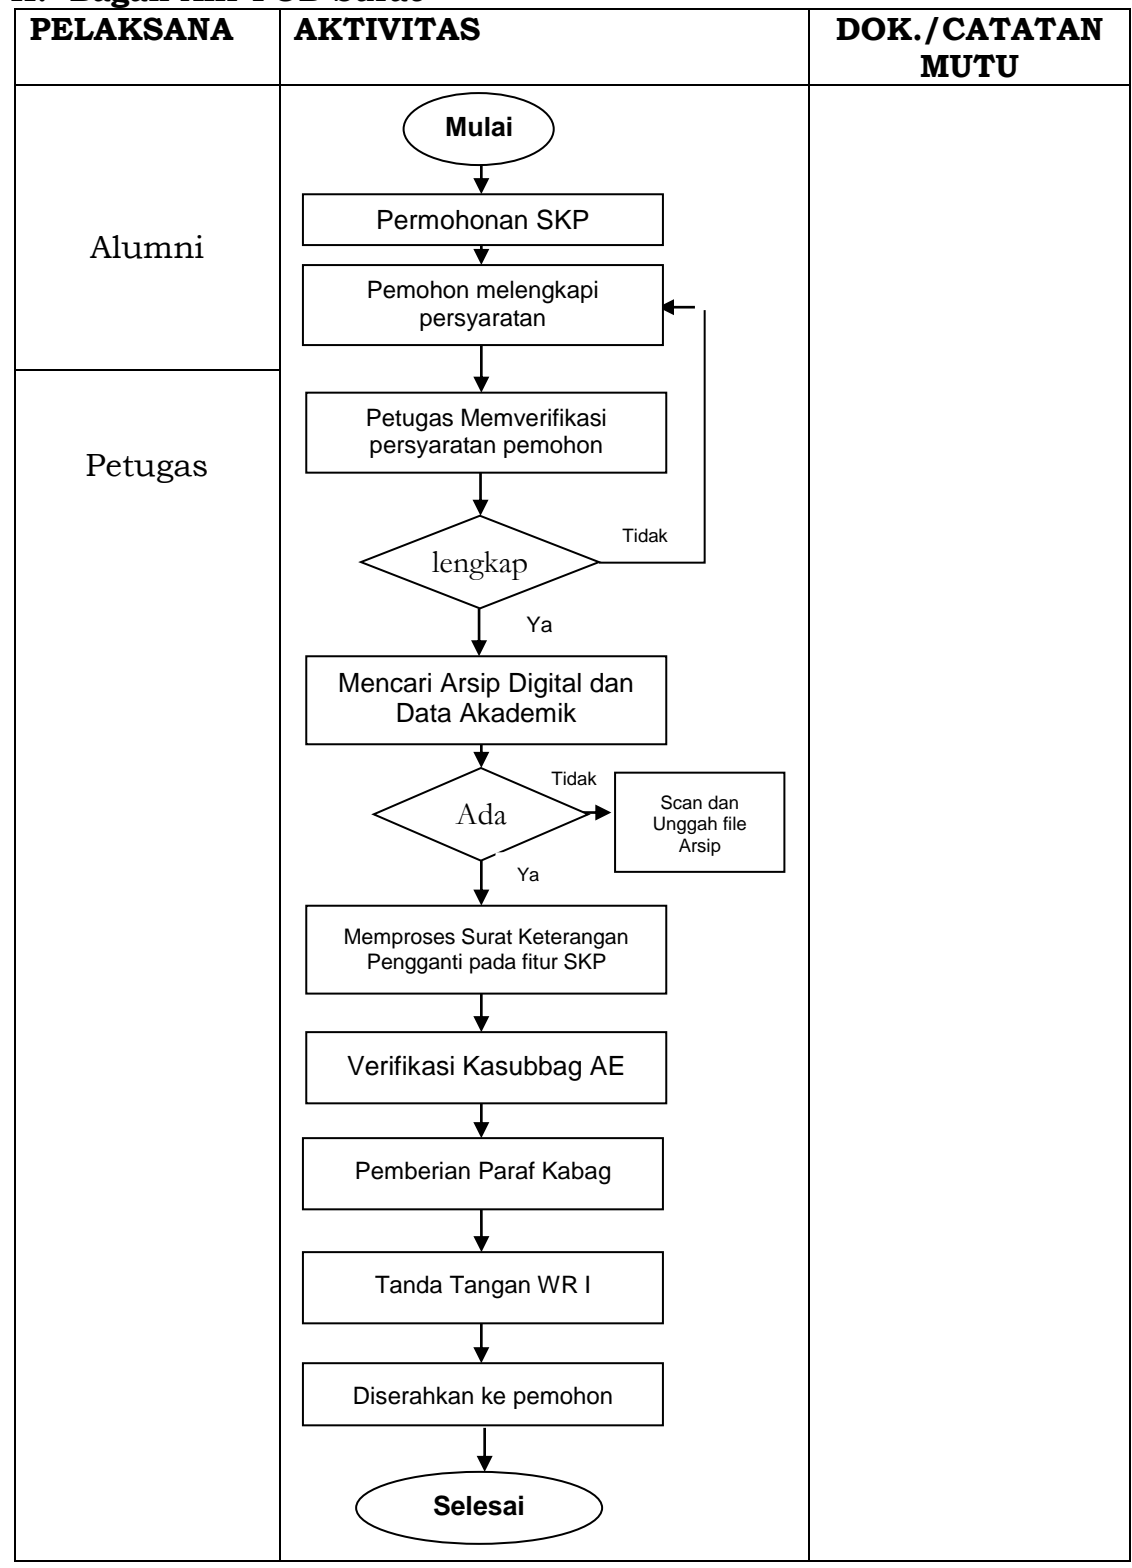 PELAKSANA
AKTIVITAS
DOK./CATATAN
MUTU
Mulai
Permohonan SKP
Alumni
Pemohon melengkapi
persyaratan
Petugas Memverifikasi
persyaratan pemohon
Petugas
Tidak
lengkap
Ya
Mencari Arsip Digital dan
Data Akademik
Tidak
Ada
Scan dan
Unggah file
Arsip
Ya
Memproses Surat Keterangan
Pengganti pada fitur SKP
Verifikasi Kasubbag AE
Pemberian Paraf Kabag
Tanda Tangan WR I
Diserahkan ke pemohon
Selesai